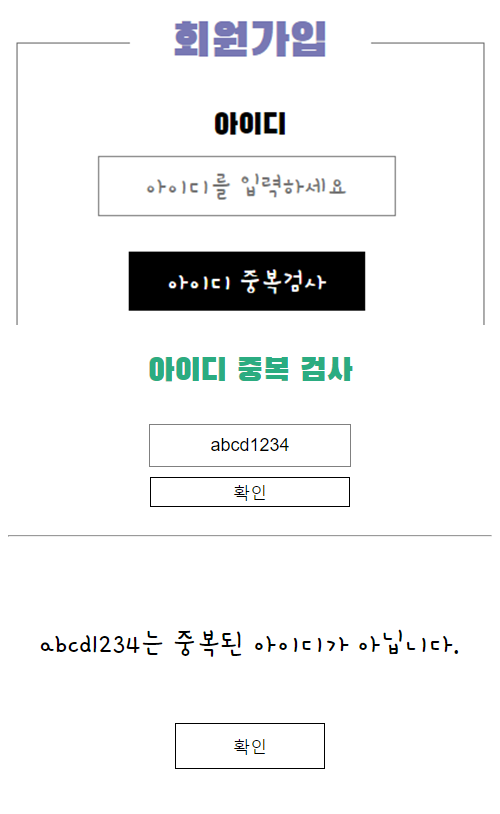 회원가입
아이디
아이디를 입력하세요
아이디 중복검사
아이디 중복 검사
abcd1234
확인
abcd1234는 중복된 아이디가 아닙니다.
확인